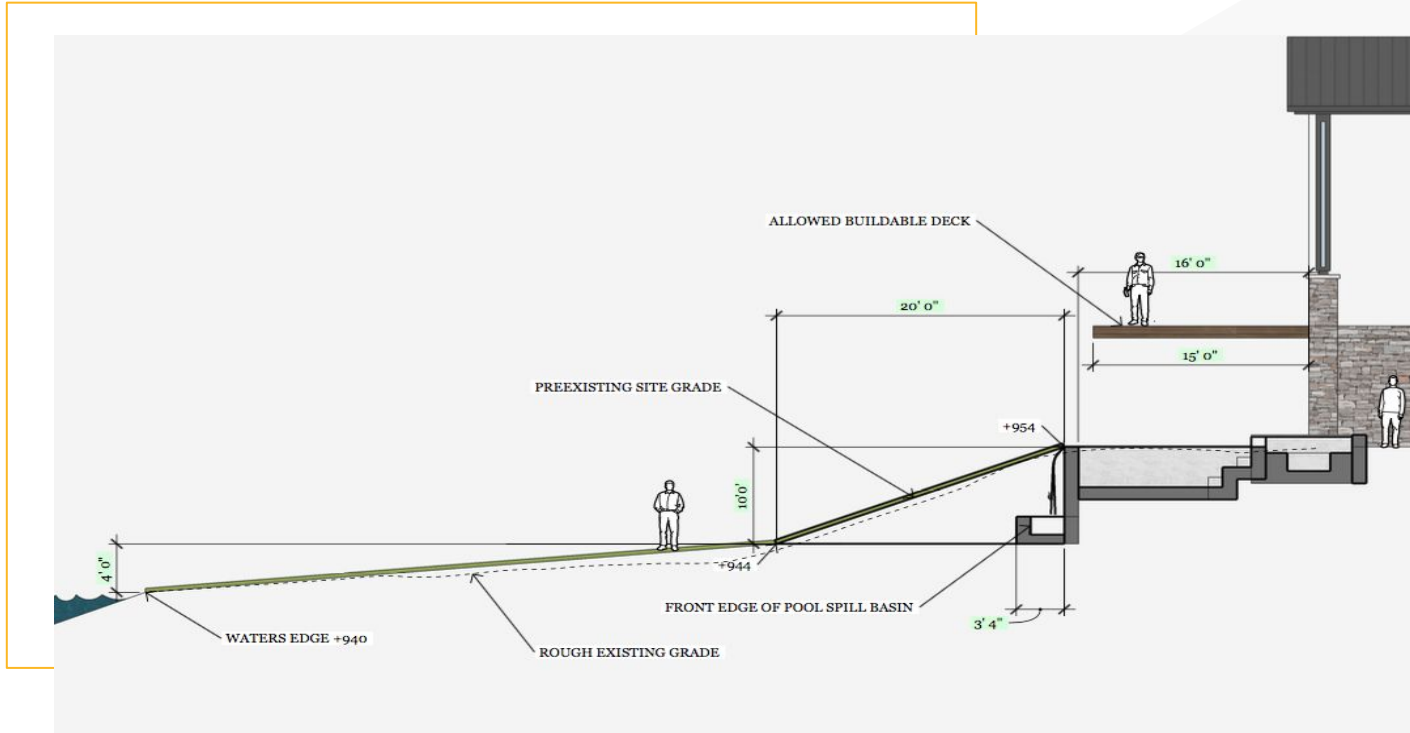 ALLOWED BUILDABLE DECK
16' 0"
20' 0"
15' 0"
PREEXISTING SITE GRADE
+954
10'0'
4' 0"
+944
FRONT EDGE OF POOL SPILL BASIN
3' 4"
WATERS EDGE +940
ROUGH EXISTING GRADE